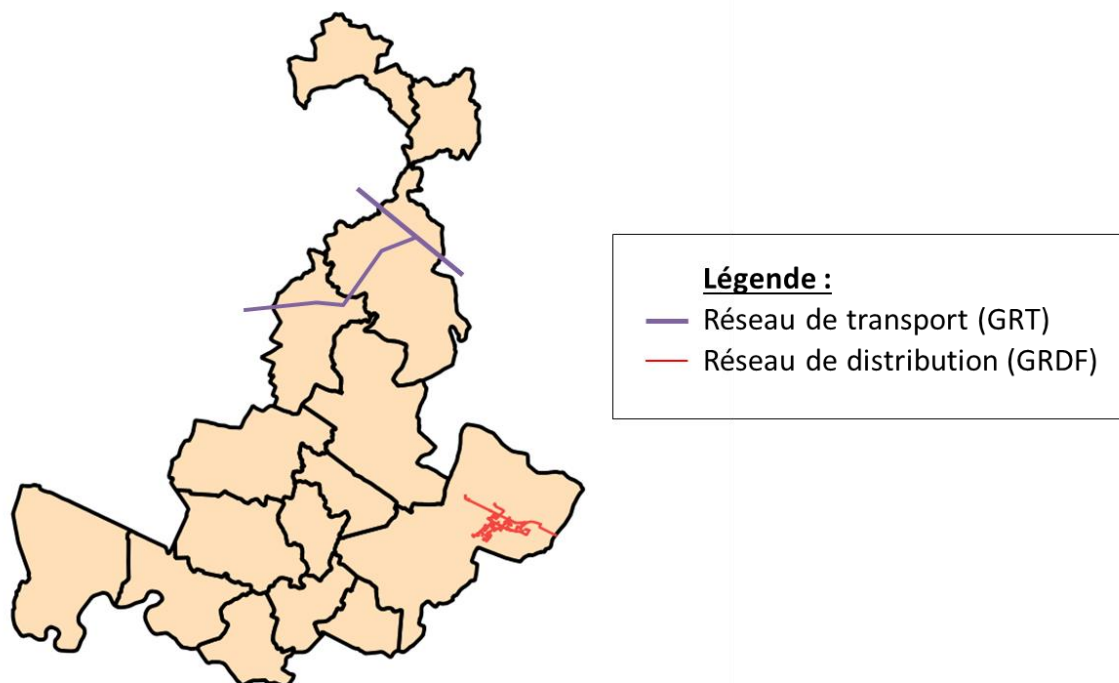 Légende :
Réseau de transport (GRT)
Réseau de distribution (GRDF)